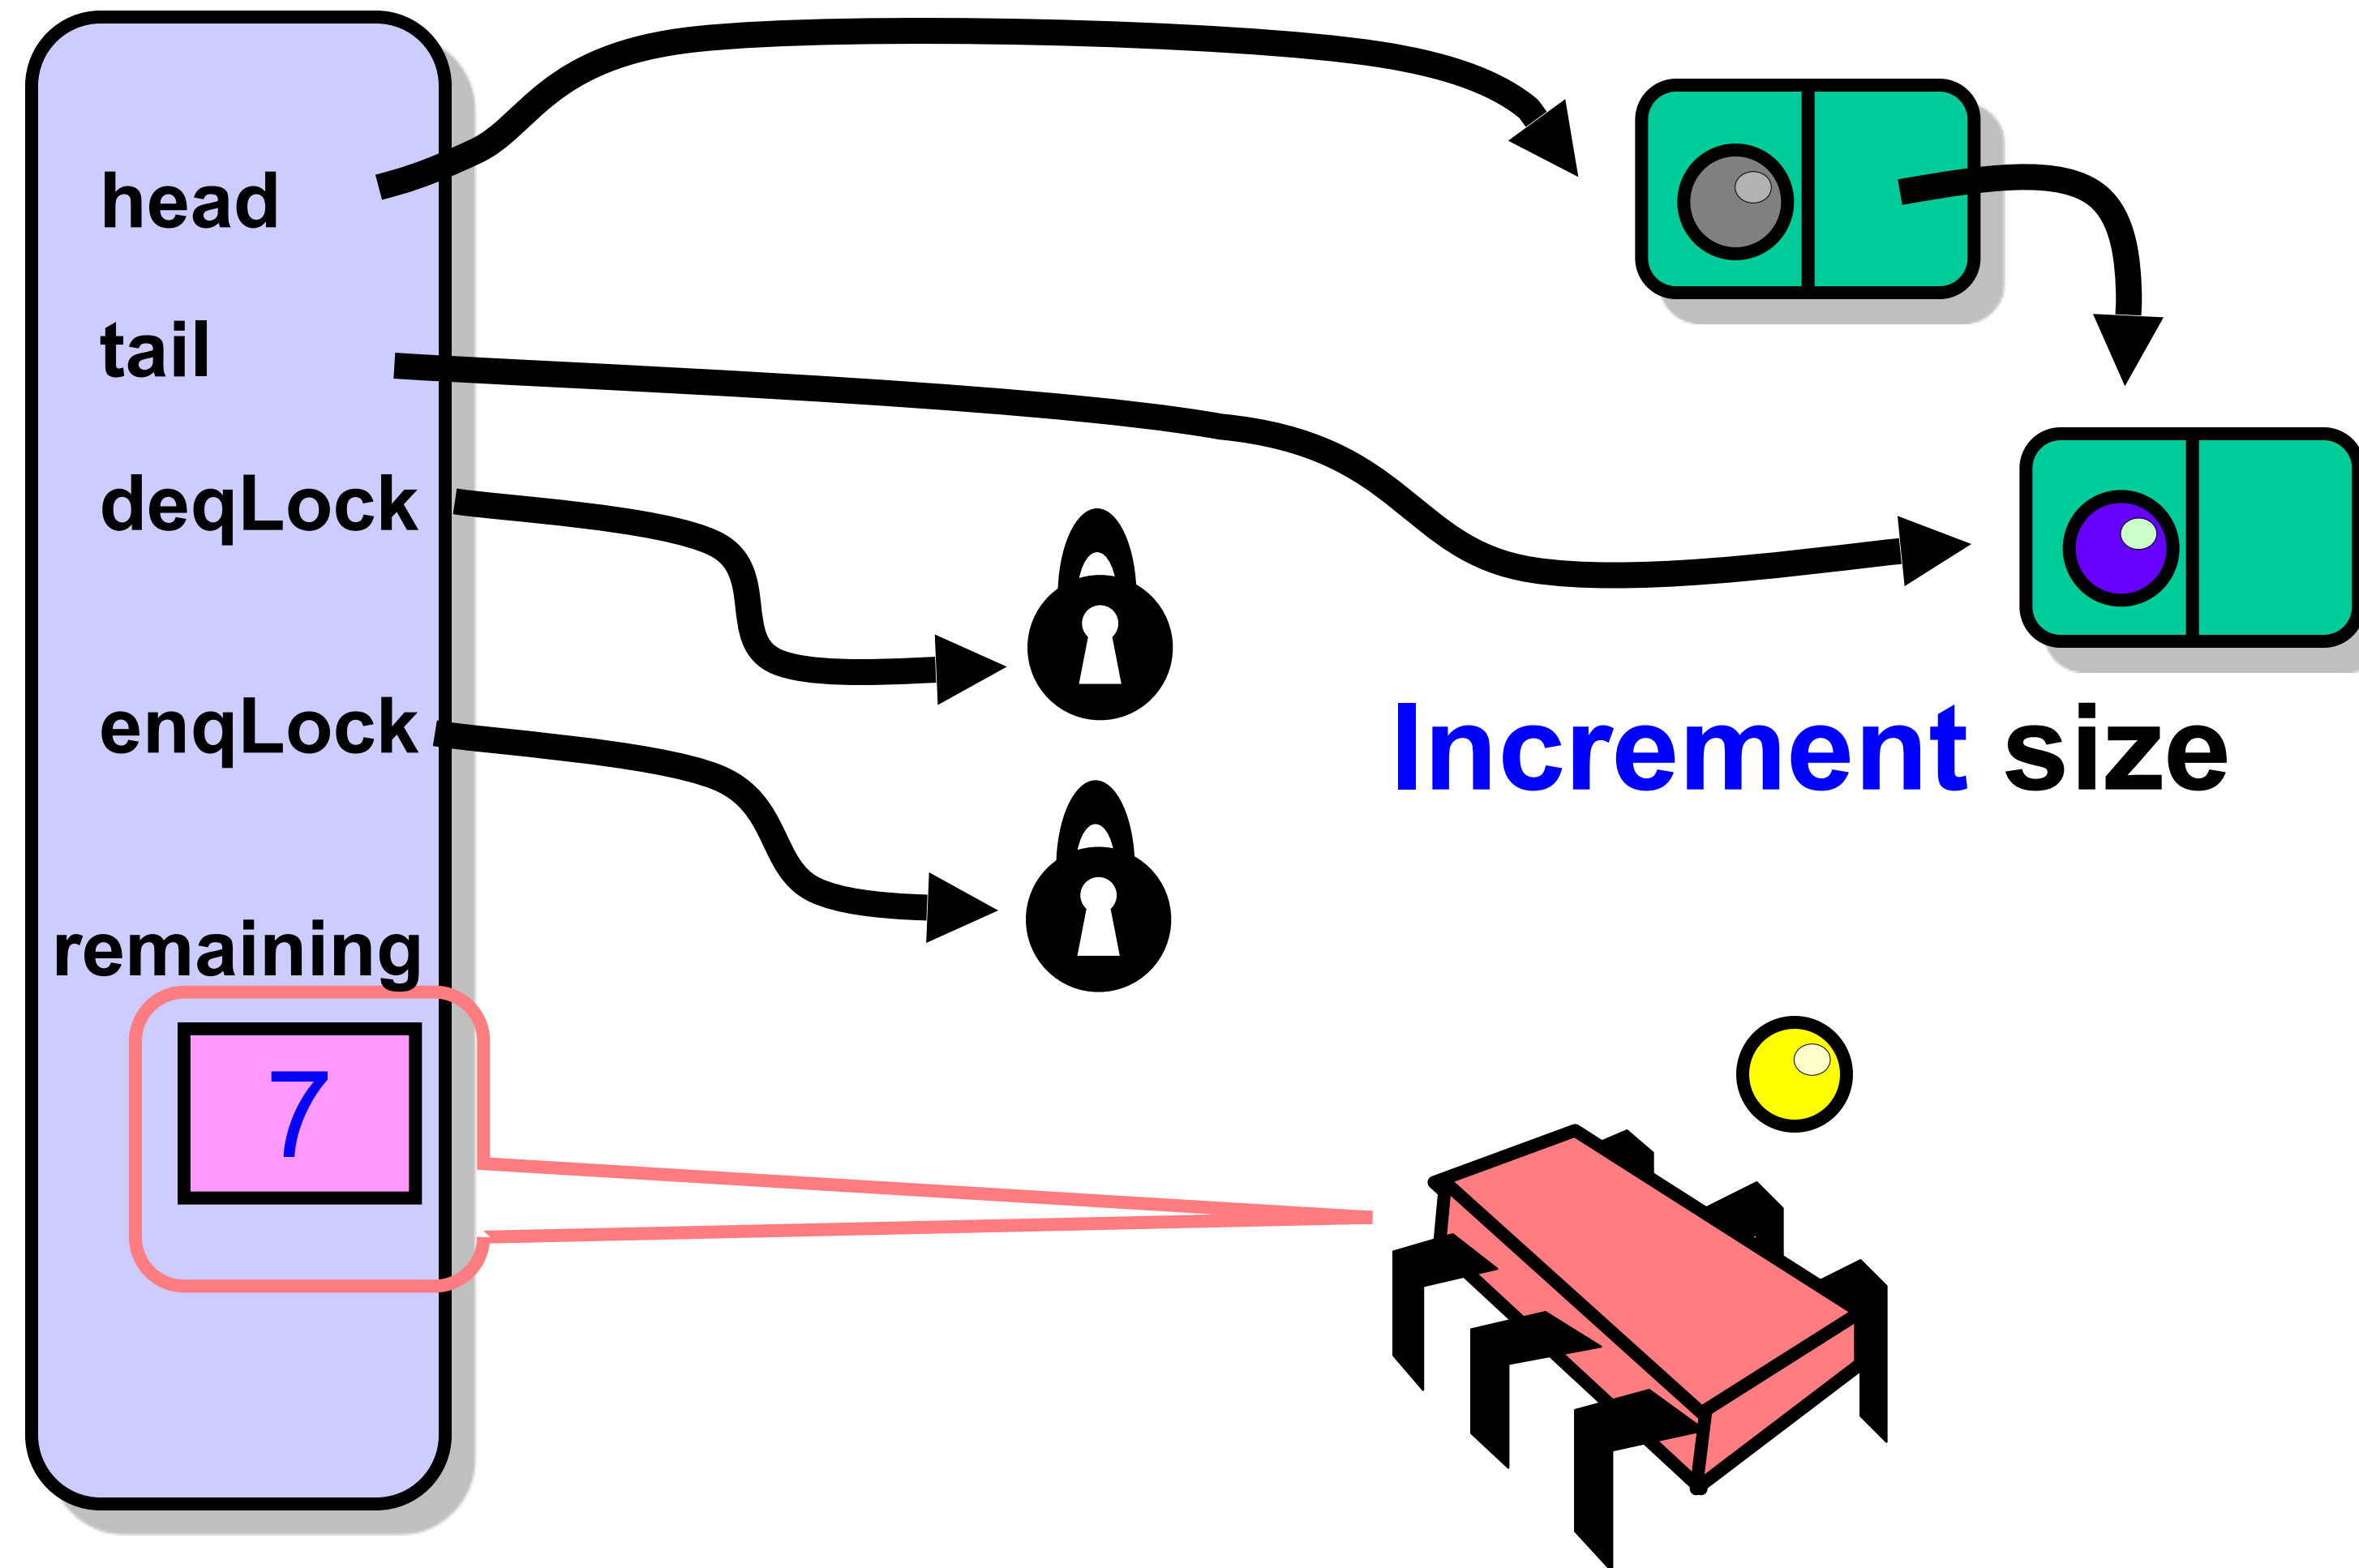 head
tail
deqLock
enqLock
Increment size
remaining
7